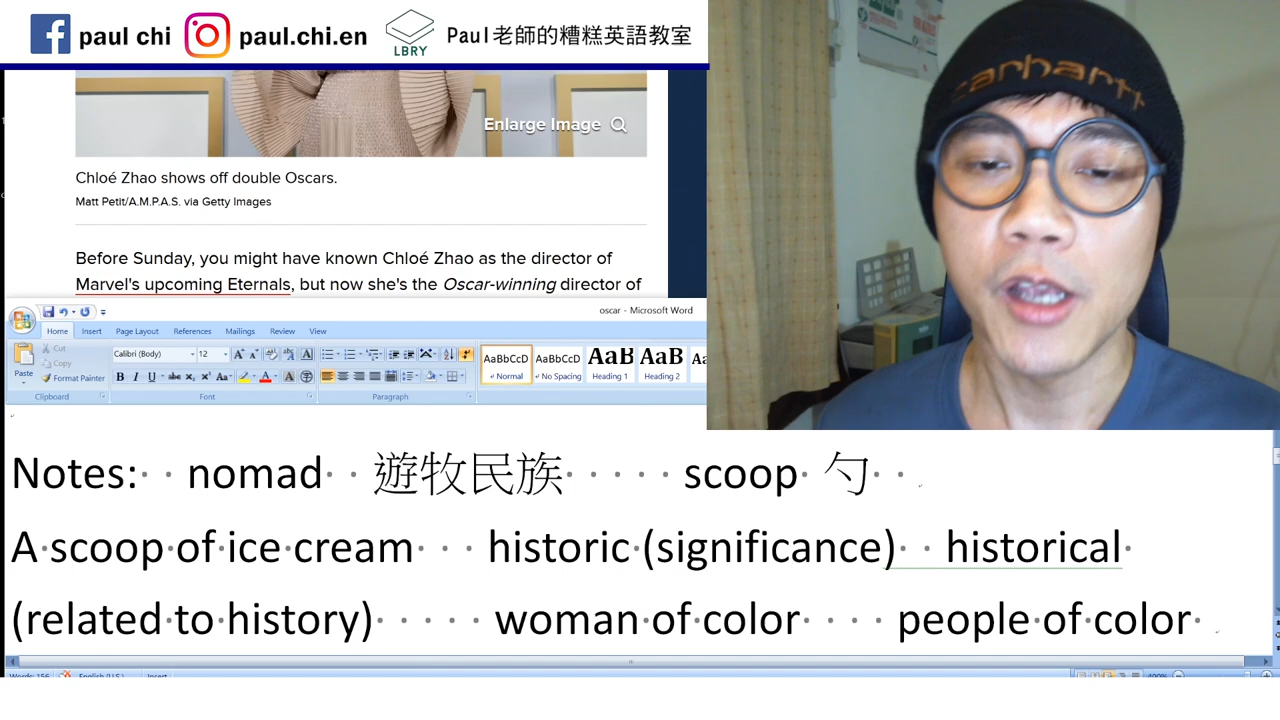 paul chi paul.chi.en LBRY Paul老師的糟糕英語教室
carhartt
Enlarge Image
Chloé Zhao shows off double Oscars.
Matt Petit/A.M.P.A.S. via Getty Images
Before Sunday, you might have known Chloé Zhao as the director of
Marvel's upcoming Eternals, but now she's the Oscar-winning director of
oscar - Microsoft Word
Home Insert Page Layout References Mailings Review View
Cut
Copy
Paste Format Painter
Calibri (Body) 12
AaBbCcD AaBbCcD AaB AaB
Normal No Spacing Heading 1 Heading 2
Clipboard Font Paragraph
Notes: nomad 遊牧民族 scoop 勺
A scoop of ice cream historic (significance) historical
(related to history) woman of color people of color
Words: 156 English (U.S.) Insert